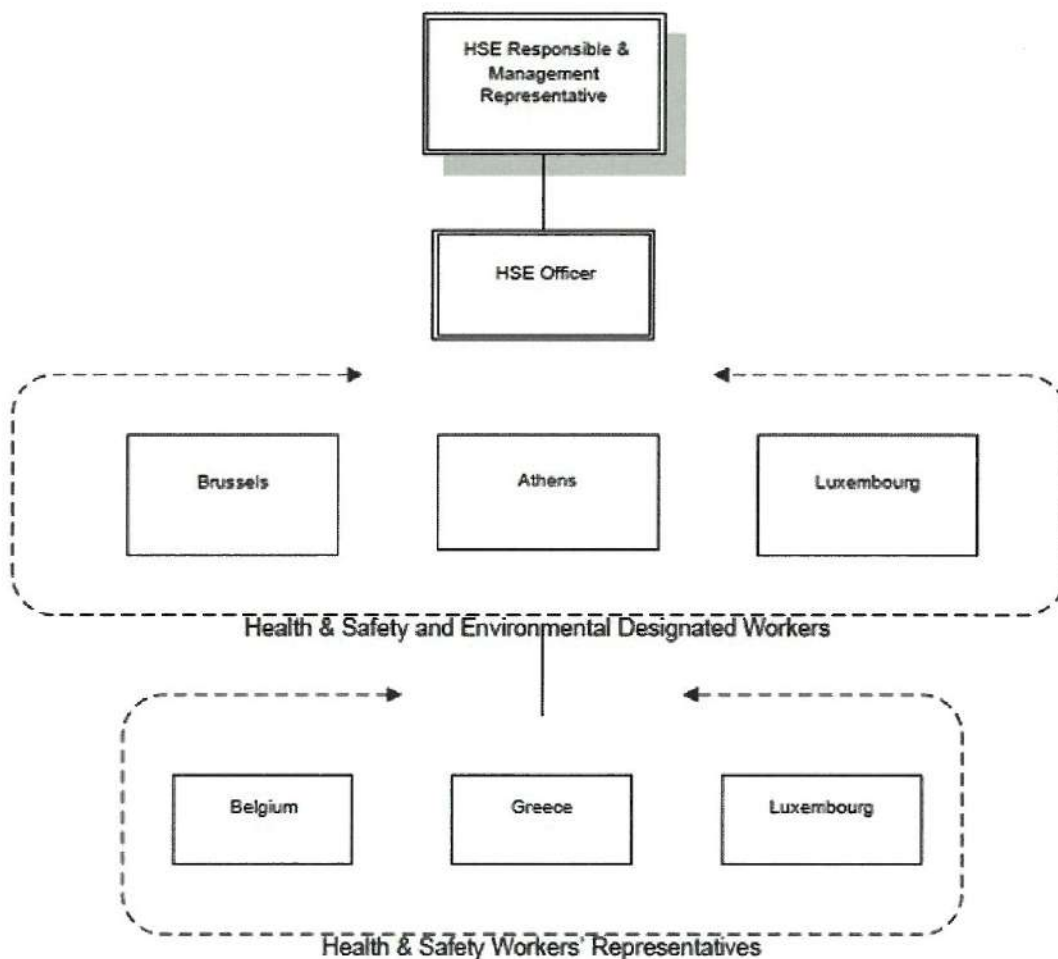 HSE Responsible &
Management
Representative
HSE Officer
Brussels
Athens
Luxembourg
Health & Safety and Environmental Designated Workers
Belgium
Greece
Luxembourg
Health & Safety Workers' Representatives